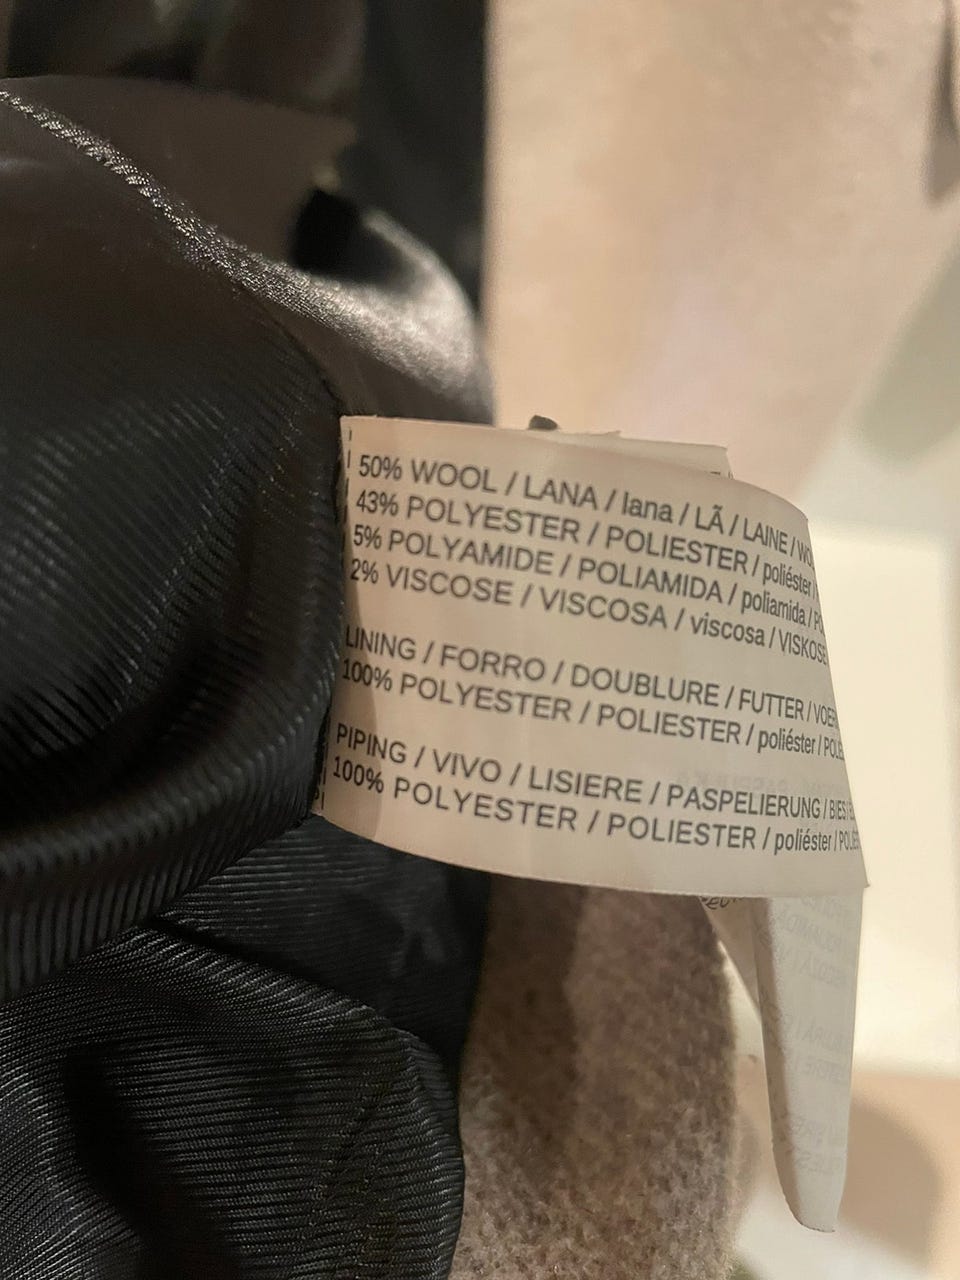 50% WOOL / LANA / lana / LÃ / LAINE /
43% POLYESTER / POLIESTER / poliéster /
5% POLYAMIDE / POLIAMIDA / poliamida /
2% VISCOSE / VISCOSA / viscosa / VISKOSE
LINING / FORRO / DOUBLURE / FUTTER /
100% POLYESTER / POLIESTER / poliéster /
PIPING / VIVO / LISIERE / PASPELIERUNG /
100% POLYESTER / POLIESTER / poliéster /